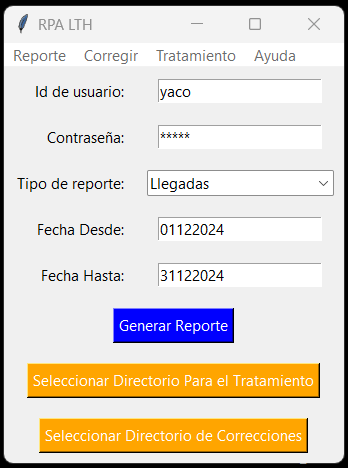 RPA LTH
Reporte Corregir Tratamiento Ayuda
Id de usuario: yaco
Contraseña: *****
Tipo de reporte: Llegadas
Fecha Desde: 01122024
Fecha Hasta: 31122024
Generar Reporte
Seleccionar Directorio Para el Tratamiento
Seleccionar Directorio de Correcciones